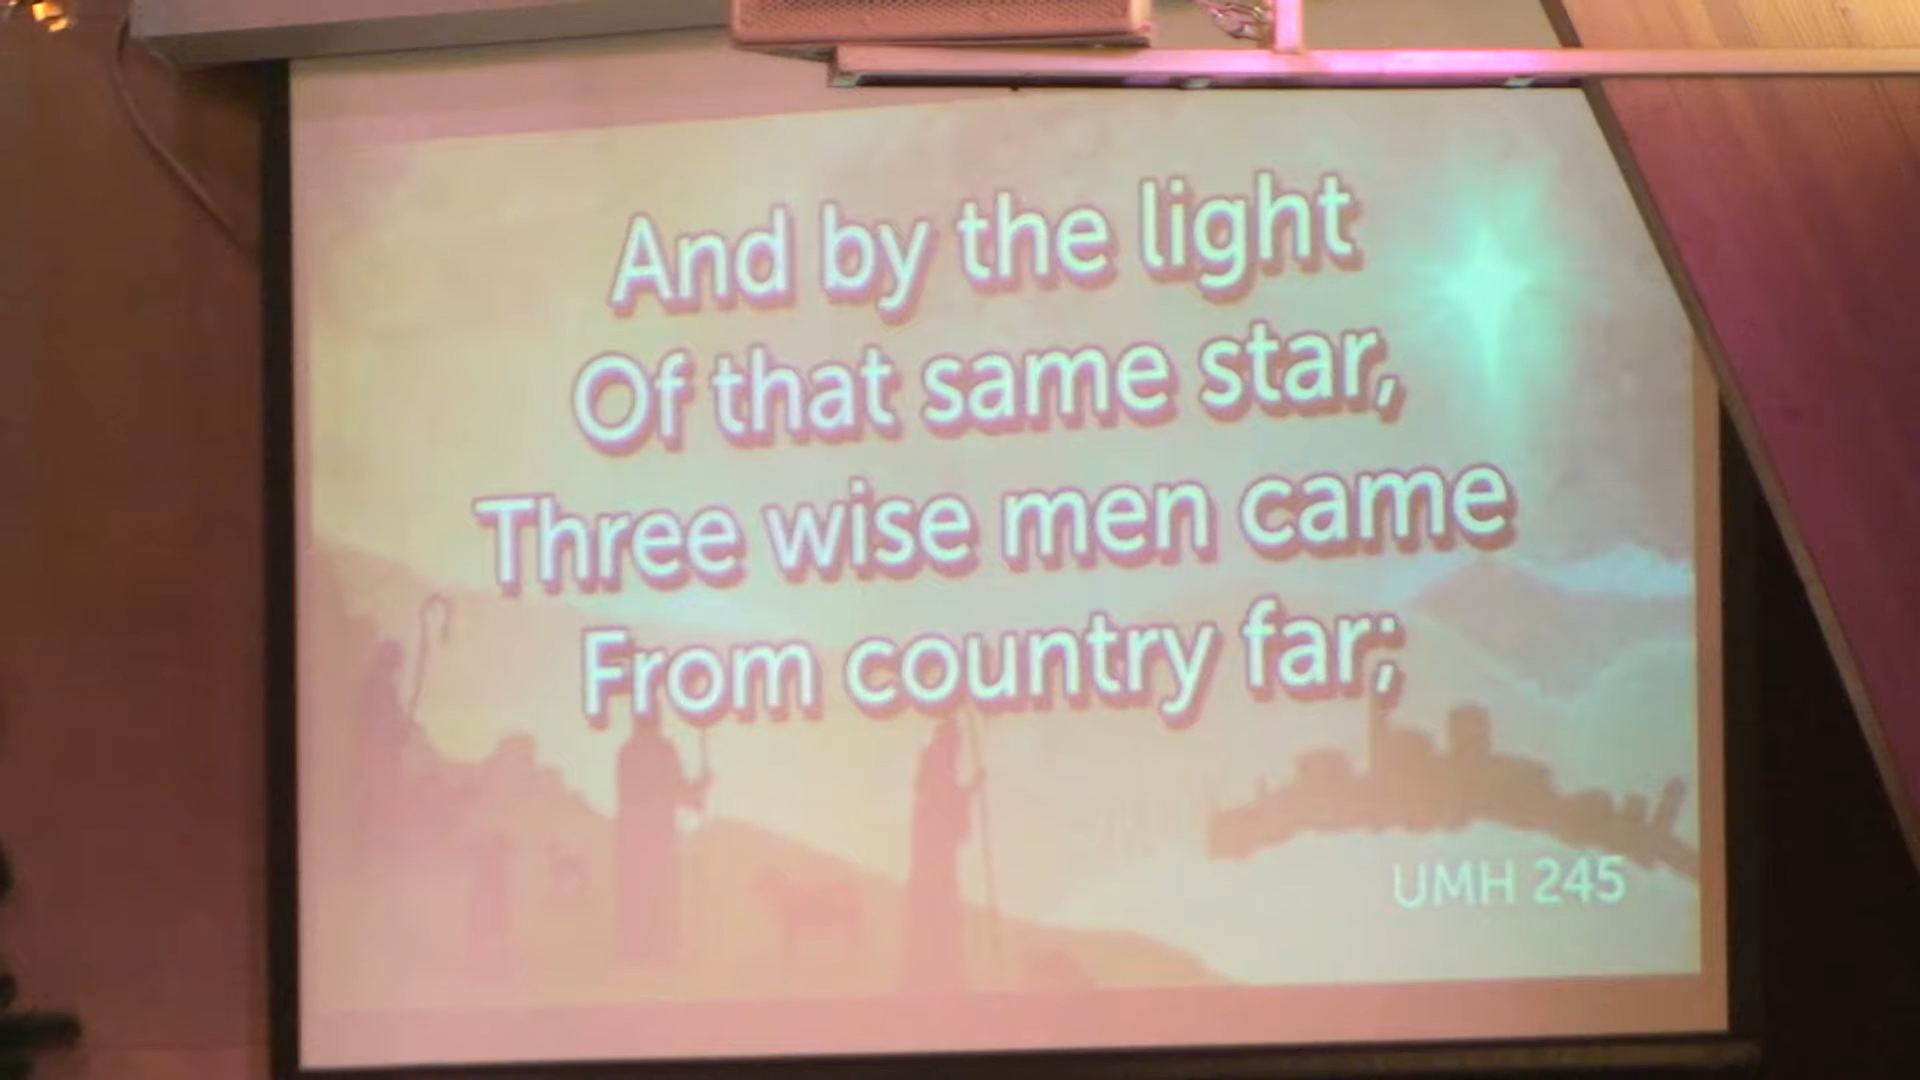 And by the light
Of that same star,
Three wise men came
From country far;
UMH 245